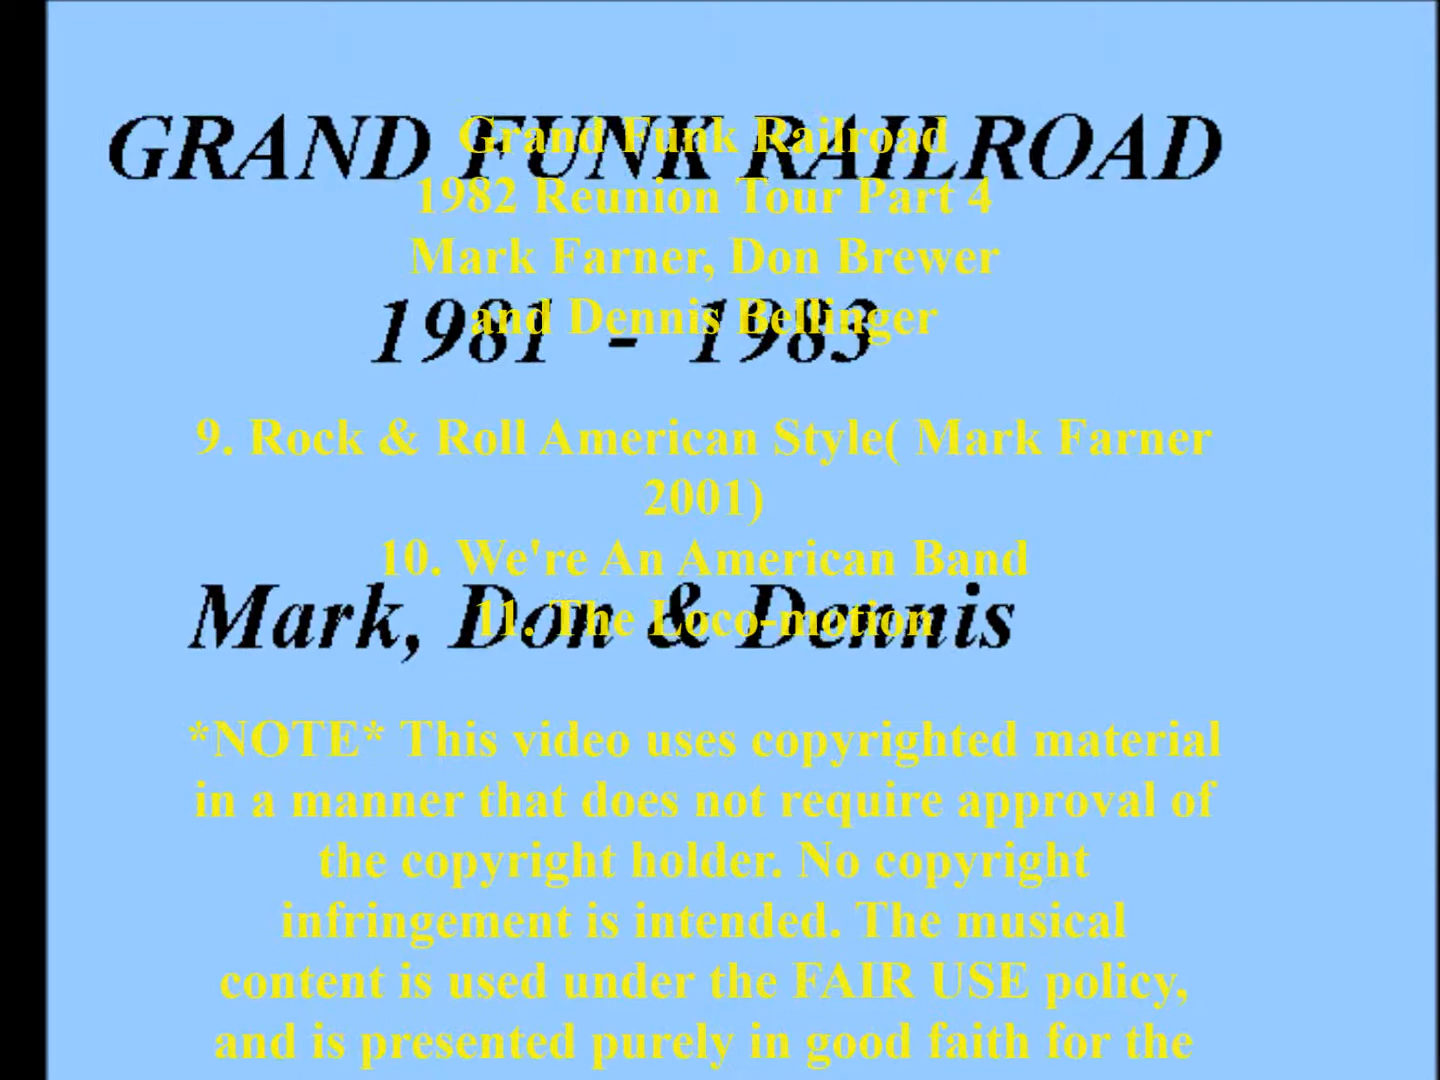 GRAND FUNK RAILROAD
Grand Funk Railroad
1982 Reunion Tour Part 4
Mark Farner, Don Brewer
and Dennis Bellinger
1981 - 1983
9. Rock & Roll American Style( Mark Farner
2001)
10. We're An American Band
11. The Loco-motion
Mark, Don & Dennis
*NOTE* This video uses copyrighted material
in a manner that does not require approval of
the copyright holder. No copyright
infringement is intended. The musical
content is used under the FAIR USE policy,
and is presented purely in good faith for the